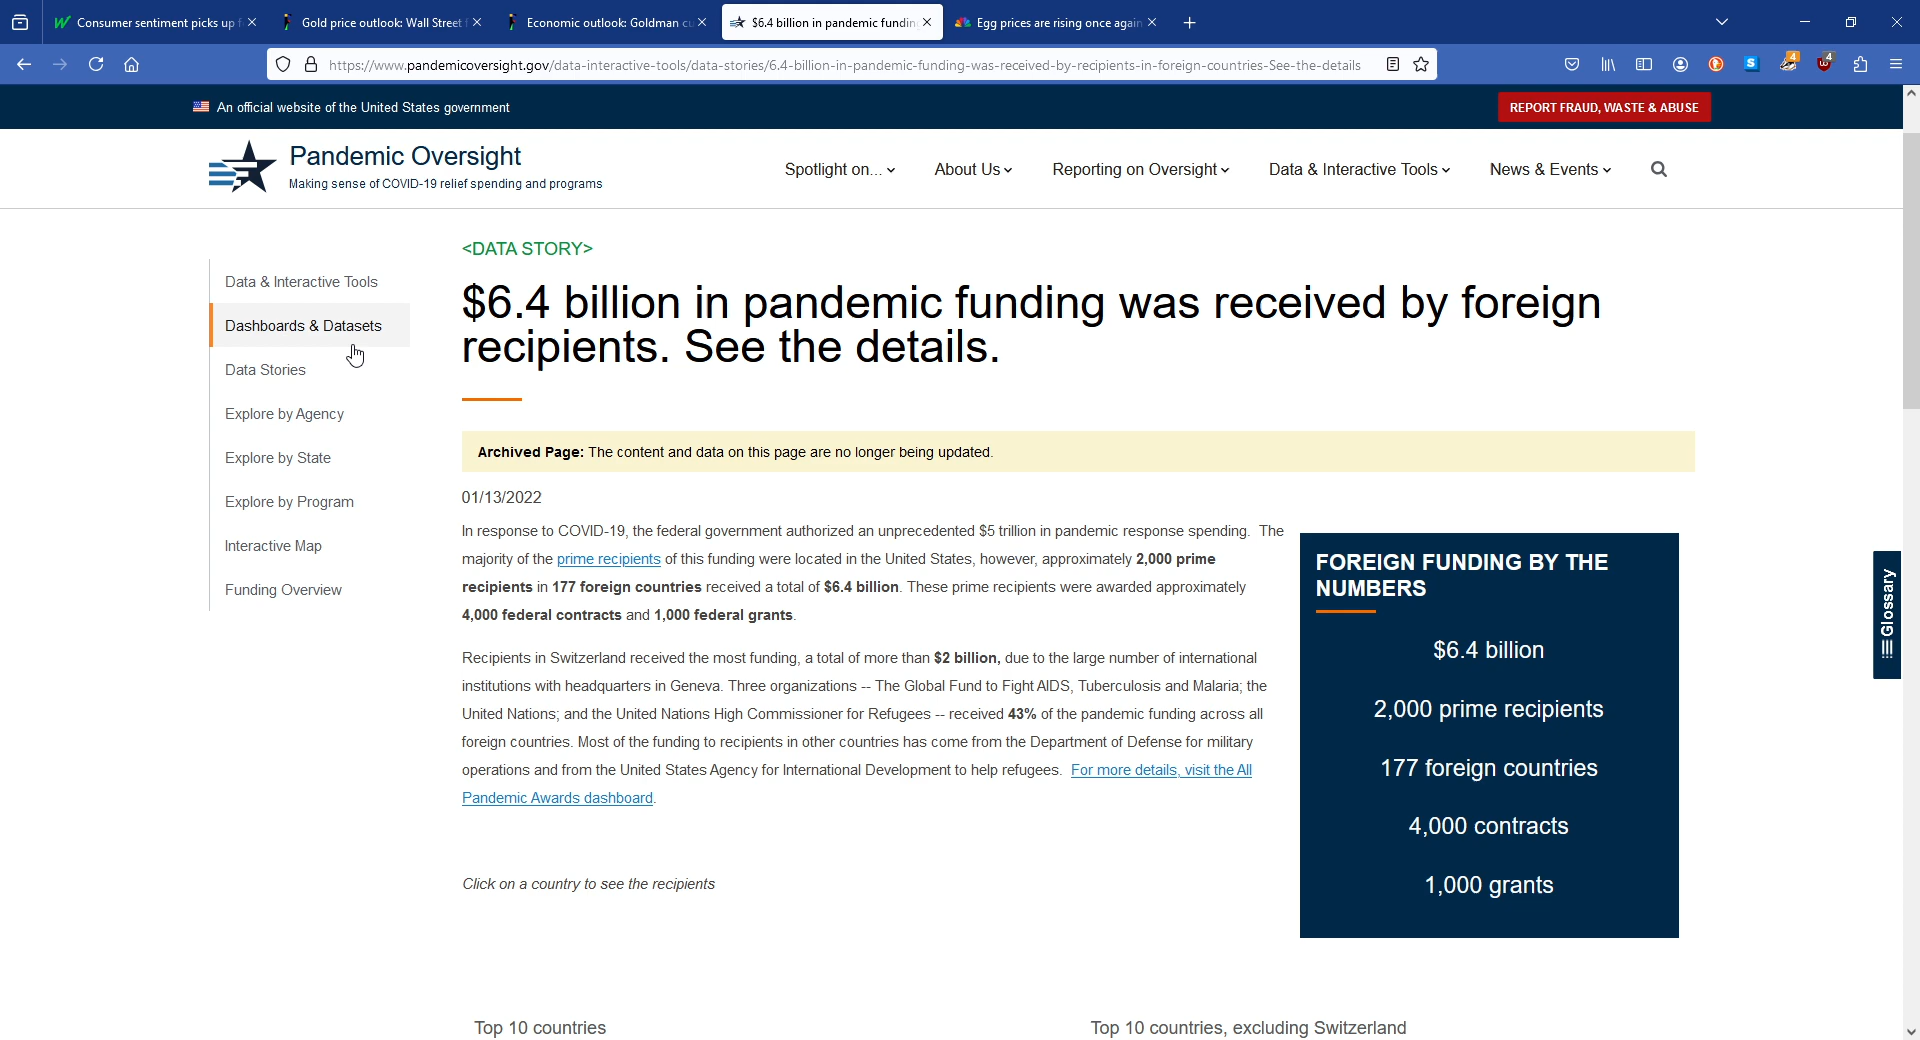 Consumer sentiment picks up f
Gold price outlook: Wall Street f
Economic outlook: Goldman cu
$6.4 billion in pandemic fundin
Egg prices are rising once again
https://www.pandemicoversight.gov/data-interactive-tools/data-stories/6.4-billion-in-pandemic-funding-was-received-by-recipients-in-foreign-countries-See-the-details
An official website of the United States government
REPORT FRAUD, WASTE & ABUSE
Pandemic Oversight
Making sense of COVID-19 relief spending and programs
Spotlight on...
About Us
Reporting on Oversight
Data & Interactive Tools
News & Events
Data & Interactive Tools
Dashboards & Datasets
Data Stories
Explore by Agency
Explore by State
Explore by Program
Interactive Map
Funding Overview
<DATA STORY>
$6.4 billion in pandemic funding was received by foreign
recipients. See the details.
Archived Page: The content and data on this page are no longer being updated.
01/13/2022
In response to COVID-19, the federal government authorized an unprecedented $5 trillion in pandemic response spending. The
majority of the prime recipients of this funding were located in the United States, however, approximately 2,000 prime
recipients in 177 foreign countries received a total of $6.4 billion. These prime recipients were awarded approximately
4,000 federal contracts and 1,000 federal grants.
Recipients in Switzerland received the most funding, a total of more than $2 billion, due to the large number of international
institutions with headquarters in Geneva. Three organizations -- The Global Fund to Fight AIDS, Tuberculosis and Malaria; the
United Nations; and the United Nations High Commissioner for Refugees -- received 43% of the pandemic funding across all
foreign countries. Most of the funding to recipients in other countries has come from the Department of Defense for military
operations and from the United States Agency for International Development to help refugees. For more details, visit the All
Pandemic Awards dashboard.
Click on a country to see the recipients
FOREIGN FUNDING BY THE
NUMBERS
$6.4 billion
2,000 prime recipients
177 foreign countries
4,000 contracts
1,000 grants
Glossary
Top 10 countries
Top 10 countries, excluding Switzerland